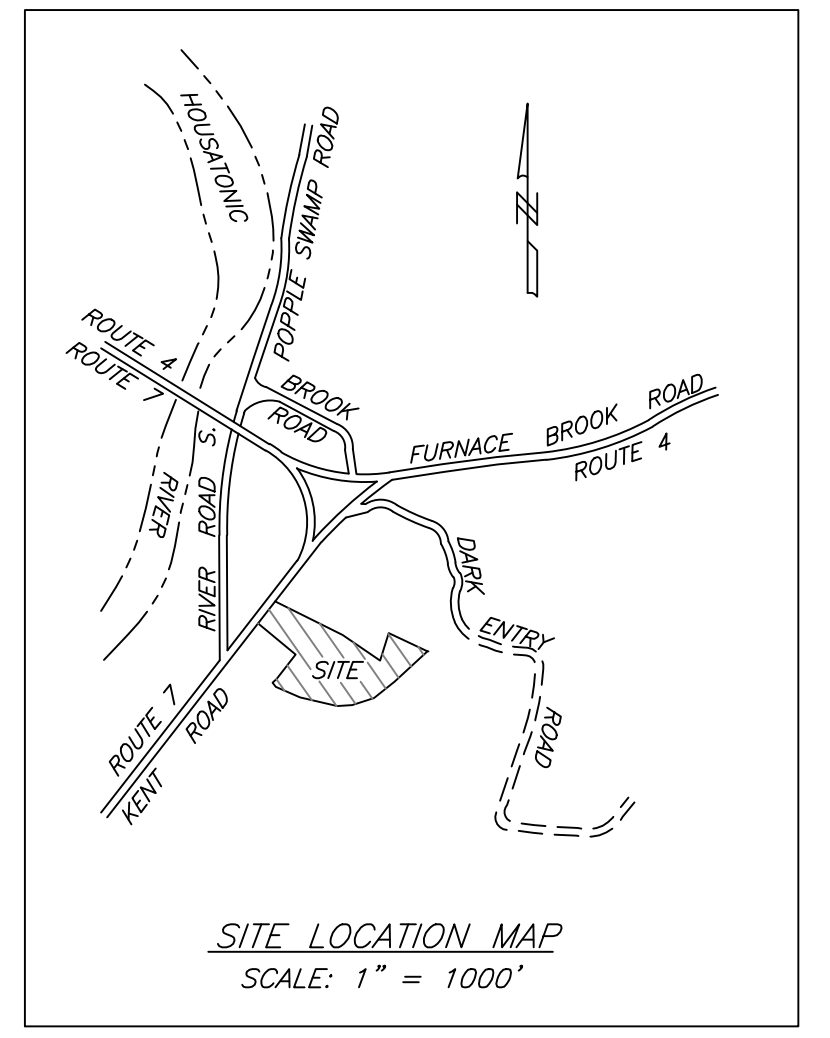 HOUSATONIC
RIVER
POPPLE SWAMP ROAD
N
ROUTE 4
ROUTE 7
BROOK
ROAD
FURNACE BROOK ROAD
ROUTE 4
RIVER ROAD S.
DARK
ENTRY
ROAD
SITE
ROUTE 7
KENT ROAD
SITE LOCATION MAP
SCALE: 1" = 1000'